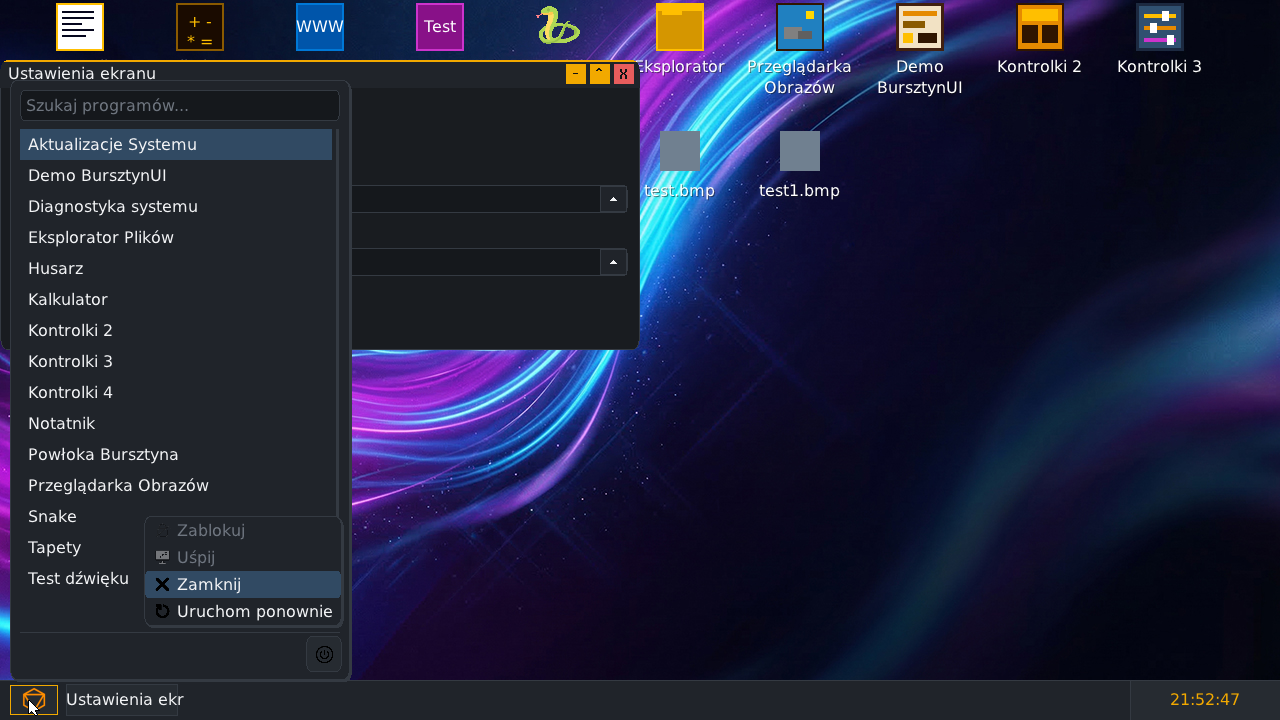 + -
* =
WWW
Test
Eksplorator
Przeglądarka
Obrazów
Demo
BursztynUI
Kontrolki 2
Kontrolki 3
Ustawienia ekranu
- ^ X
Szukaj programów...
Aktualizacje Systemu
Demo BursztynUI
Diagnostyka systemu
Eksplorator Plików
Husarz
Kalkulator
Kontrolki 2
Kontrolki 3
Kontrolki 4
Notatnik
Powłoka Bursztyna
Przeglądarka Obrazów
Snake
Tapety
Test dźwięku
test.bmp
test1.bmp
Zablokuj
Uśpij
Zamknij
Uruchom ponownie
Ustawienia ekr
21:52:47